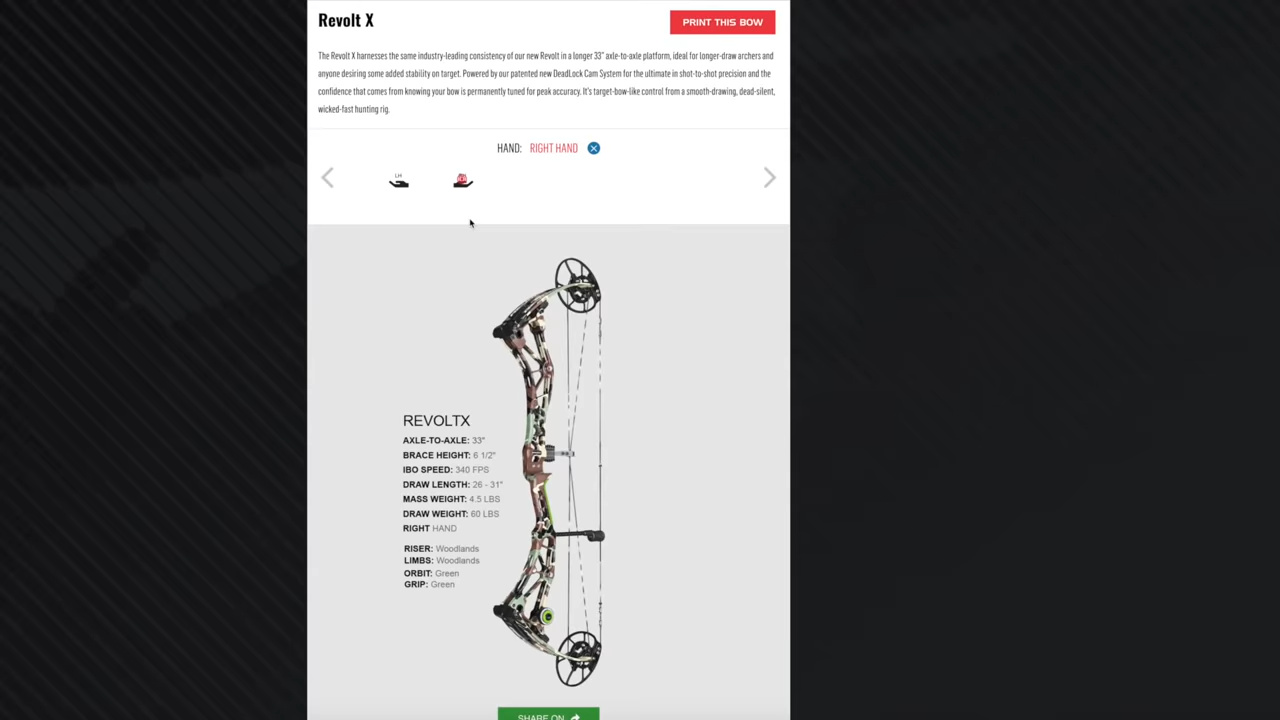 Revolt X
PRINT THIS BOW
The Revolt X harnesses the same industry-leading consistency of our new Revolt in a longer 33" axle-to-axle platform, ideal for longer-draw archers and
anyone desiring some added stability on target. Powered by our patented new DeadLock Cam System for the ultimate in shot-to-shot precision and the
confidence that comes from knowing your bow is permanently tuned for peak accuracy. It's target-bow-like control from a smooth-drawing, dead-silent,
wicked-fast hunting rig.
HAND: RIGHT HAND
LH
REVOLTX
AXLE-TO-AXLE: 33"
BRACE HEIGHT: 6 1/2"
IBO SPEED: 340 FPS
DRAW LENGTH: 26 - 31"
MASS WEIGHT: 4.5 LBS
DRAW WEIGHT: 60 LBS
RIGHT HAND
RISER: Woodlands
LIMBS: Woodlands
ORBIT: Green
GRIP: Green
SHARE ON